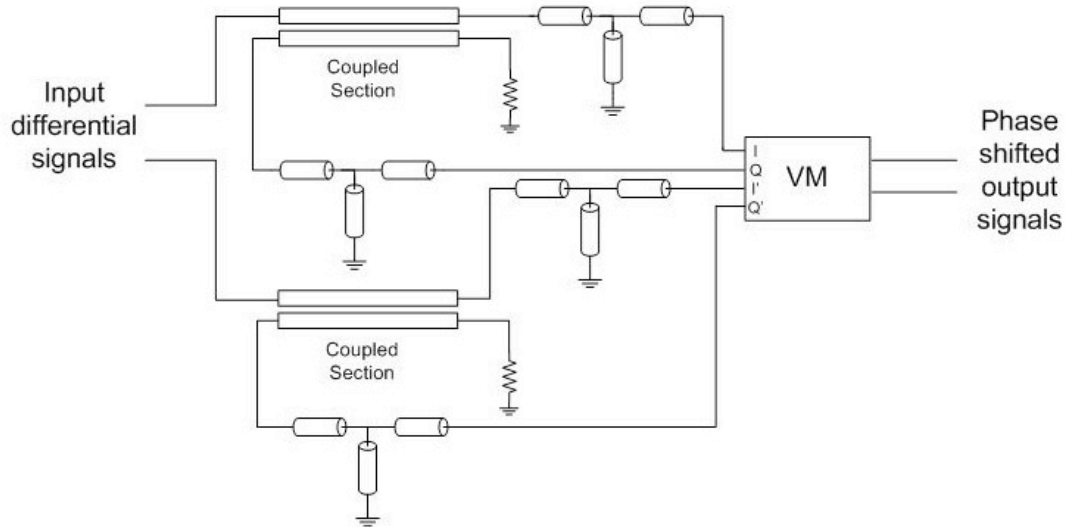 Coupled
Section
Input
differential
signals
I
Q
I'
Q'
VM
Phase
shifted
output
signals
Coupled
Section